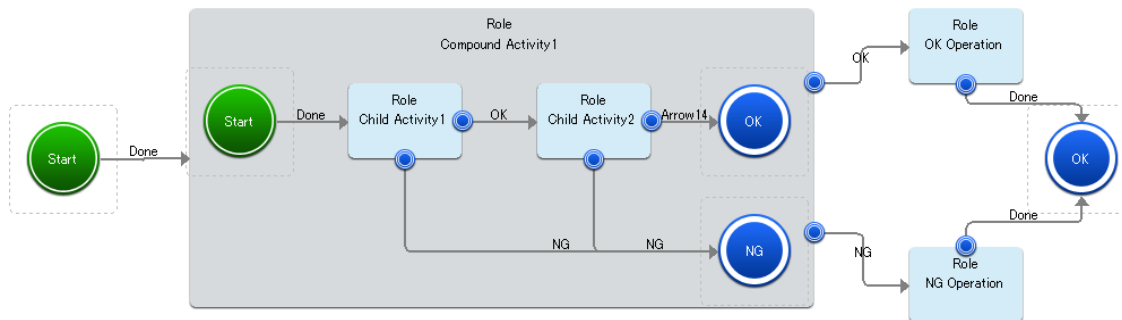 Role
Compound Activity1
Role
OK Operation
OK
Done
Role
Child Activity1
Role
Child Activity2
Start
Done
OK
Arrow14
OK
Start
Done
OK
Done
NG
NG
NG
NG
Role
NG Operation